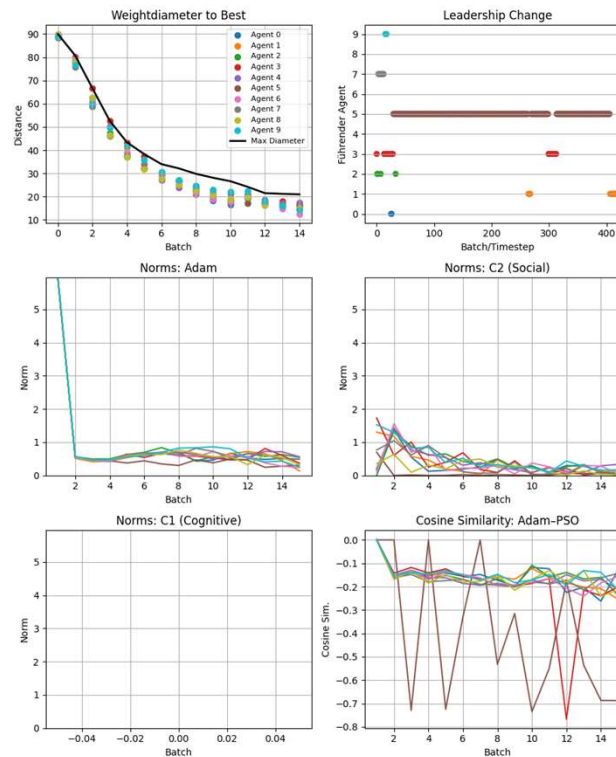 Weightdiameter to Best
Distance
90
80
70
60
50
40
30
20
10
0
2
4
6
8
10
12
14
Batch
Agent 0
Agent 1
Agent 2
Agent 3
Agent 4
Agent 5
Agent 6
Agent 7
Agent 8
Agent 9
Max Diameter
Leadership Change
Führender Agent
9
8
7
6
5
4
3
2
1
0
0
100
200
300
400
Batch/Timestep
Norms: Adam
Norm
5
4
3
2
1
0
2
4
6
8
10
12
14
Batch
Norms: C2 (Social)
Norm
5
4
3
2
1
0
2
4
6
8
10
12
14
Batch
Norms: C1 (Cognitive)
Norm
5
4
3
2
1
0
−0.04
−0.02
0.00
0.02
0.04
Batch
Cosine Similarity: Adam–PSO
Cosine Sim.
0.0
−0.1
−0.2
−0.3
−0.4
−0.5
−0.6
−0.7
−0.8
2
4
6
8
10
12
14
Batch